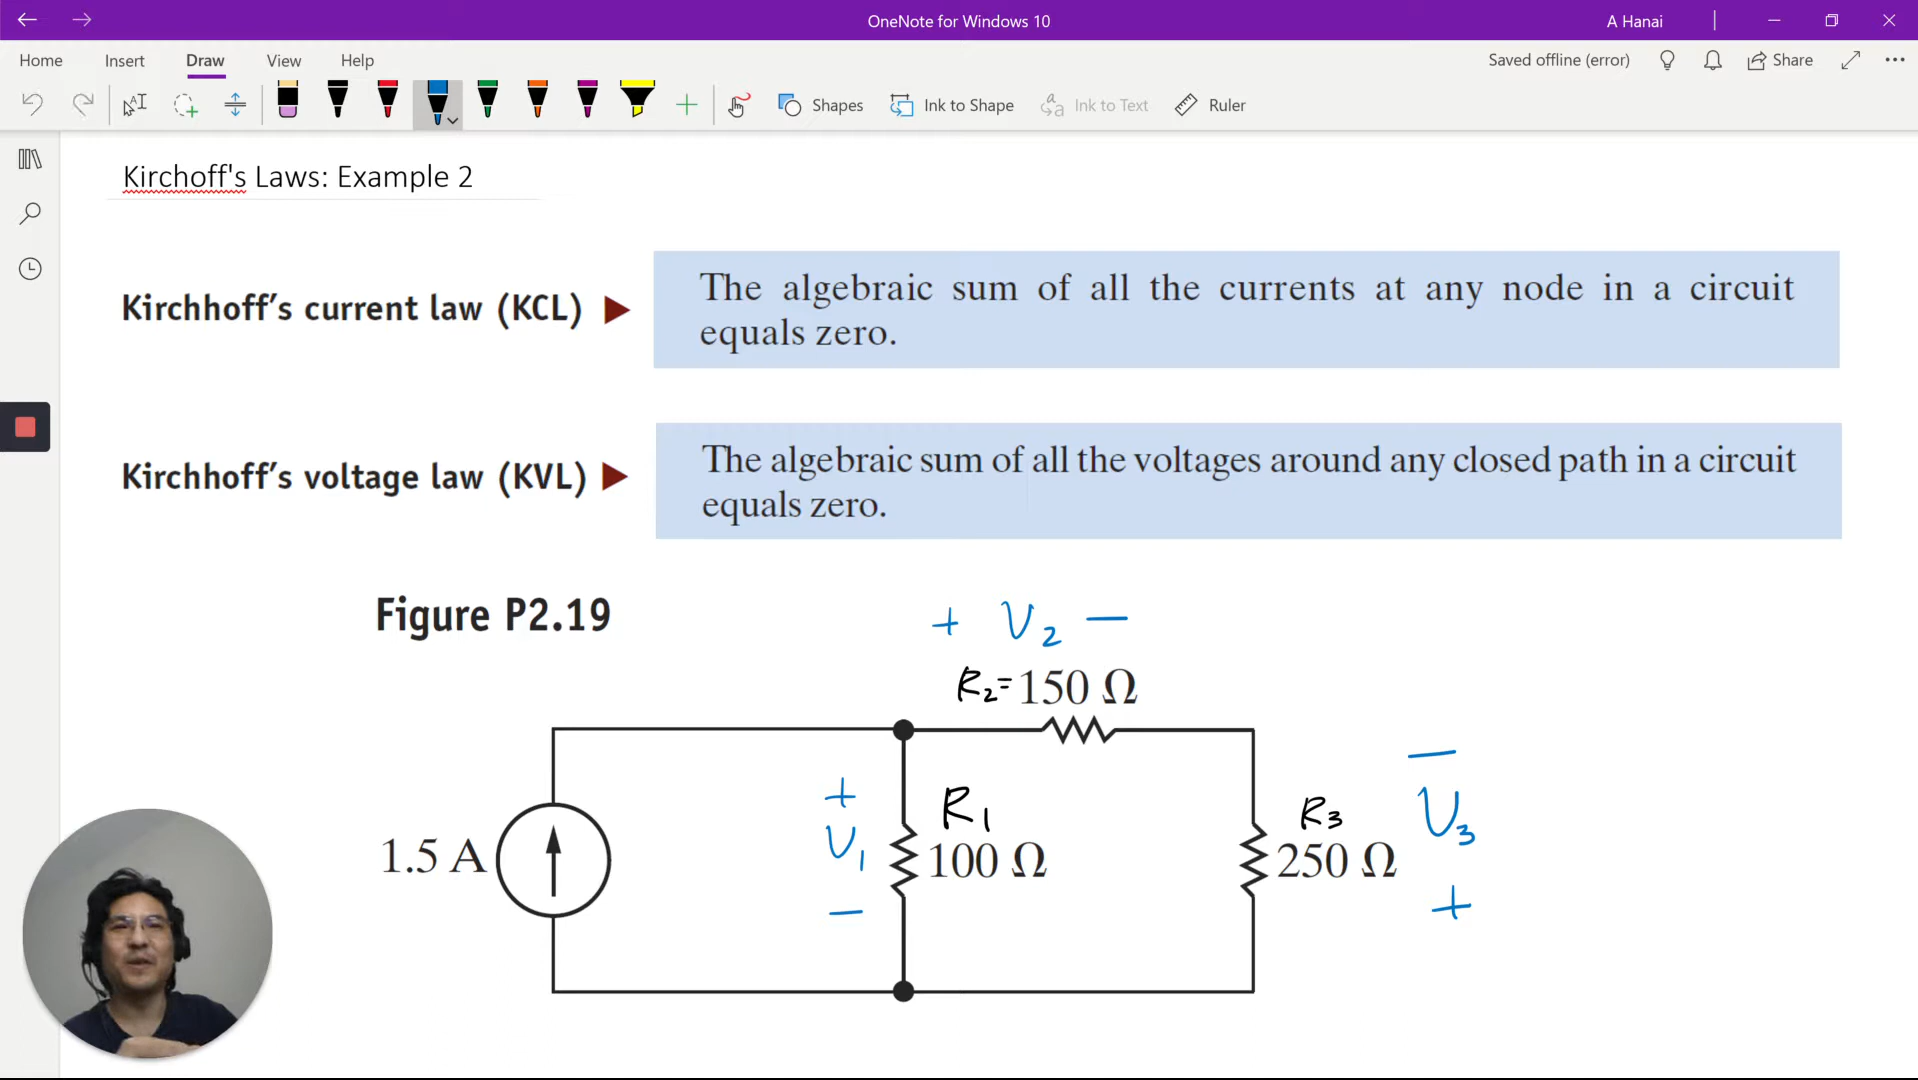 OneNote for Windows 10
A Hanai
Home Insert Draw View Help
Saved offline (error) Share
Shapes Ink to Shape Ink to Text Ruler
Kirchoff's Laws: Example 2
Kirchhoff's current law (KCL) ▶
The algebraic sum of all the currents at any node in a circuit
equals zero.
Kirchhoff's voltage law (KVL) ▶
The algebraic sum of all the voltages around any closed path in a circuit
equals zero.
Figure P2.19
+ V2 −
R2= 150 Ω
1.5 A
+
V1
−
R1
100 Ω
R3
250 Ω
−
V3
+